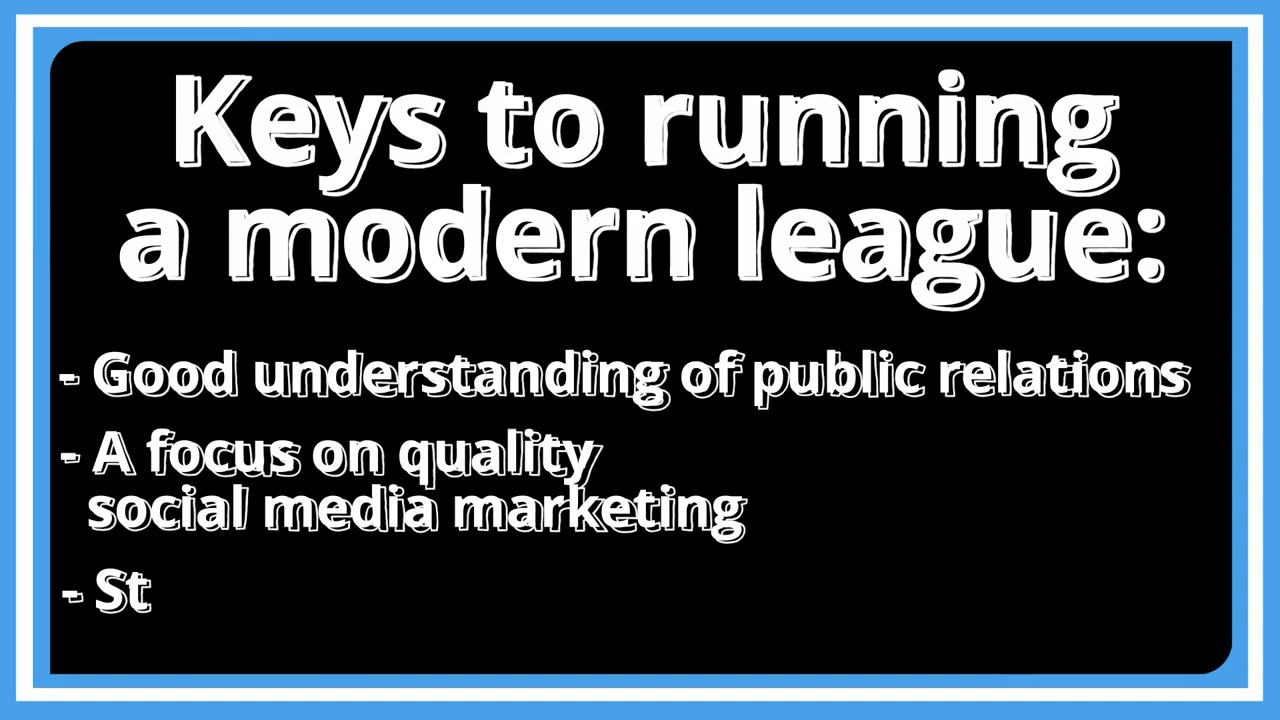 Keys to running
a modern league:
- Good understanding of public relations
- A focus on quality
social media marketing
- St